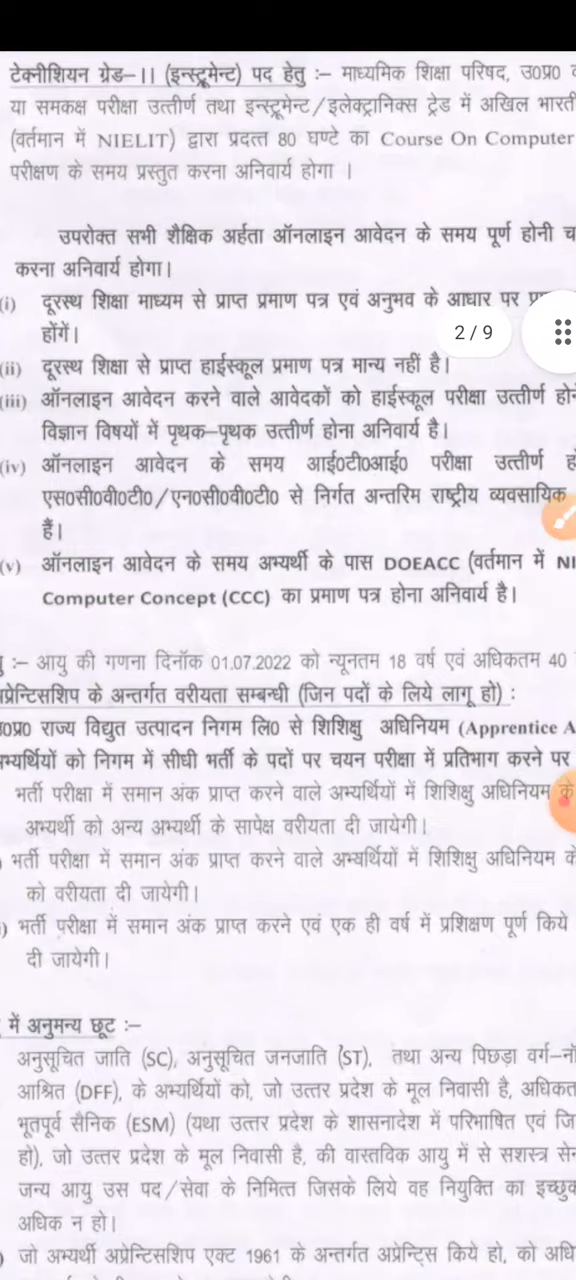 टेक्नीशियन ग्रेड–II (इन्स्ट्रूमेन्ट) पद हेतु :– माध्यमिक शिक्षा परिषद, उ0प्र0
या समकक्ष परीक्षा उत्तीर्ण तथा इन्स्ट्रूमेन्ट/इलेक्ट्रानिक्स ट्रेड में अखिल भारती
(वर्तमान में NIELIT) द्वारा प्रदत्त 80 घण्टे का Course On Computer
परीक्षण के समय प्रस्तुत करना अनिवार्य होगा ।
उपरोक्त सभी शैक्षिक अर्हता ऑनलाइन आवेदन के समय पूर्ण होनी च
करना अनिवार्य होगा।
(i) दूरस्थ शिक्षा माध्यम से प्राप्त प्रमाण पत्र एवं अनुभव के आधार पर
होंगें।
2/9
(ii) दूरस्थ शिक्षा से प्राप्त हाईस्कूल प्रमाण पत्र मान्य नहीं है।
(iii) ऑनलाइन आवेदन करने वाले आवेदकों को हाईस्कूल परीक्षा उत्तीर्ण होने
विज्ञान विषयों में पृथक–पृथक उत्तीर्ण होना अनिवार्य है।
(iv) ऑनलाइन आवेदन के समय आई0टी0आई0 परीक्षा उत्तीर्ण ह
एस0सी0वी0टी0/एन0सी0वी0टी0 से निर्गत अन्तरिम राष्ट्रीय व्यवसायिक
हैं।
(v) ऑनलाइन आवेदन के समय अभ्यर्थी के पास DOEACC (वर्तमान में NI
Computer Concept (CCC) का प्रमाण पत्र होना अनिवार्य है।
:– आयु की गणना दिनॉक 01.07.2022 को न्यूनतम 18 वर्ष एवं अधिकतम 40
प्रेन्टिसशिप के अन्तर्गत वरीयता सम्बन्धी (जिन पदों के लिये लागू हो) :
उ0प्र0 राज्य विद्युत उत्पादन निगम लि0 से शिशिक्षु अधिनियम (Apprentice A
भ्यर्थियों को निगम में सीधी भर्ती के पदों पर चयन परीक्षा में प्रतिभाग करने पर
भर्ती परीक्षा में समान अंक प्राप्त करने वाले अभ्यर्थियों में शिशिक्षु अधिनियम के
अभ्यर्थी को अन्य अभ्यर्थी के सापेक्ष वरीयता दी जायेगी।
) भर्ती परीक्षा में समान अंक प्राप्त करने वाले अभ्यर्थियों में शिशिक्षु अधिनियम के
को वरीयता दी जायेगी।
) भर्ती परीक्षा में समान अंक प्राप्त करने एवं एक ही वर्ष में प्रशिक्षण पूर्ण किये
दी जायेगी।
में अनुमन्य छूट :–
अनुसूचित जाति (SC), अनुसूचित जनजाति (ST), तथा अन्य पिछड़ा वर्ग–नॉ
आश्रित (DFF), के अभ्यर्थियों को, जो उत्तर प्रदेश के मूल निवासी है, अधिकत
भूतपूर्व सैनिक (ESM) (यथा उत्तर प्रदेश के शासनादेश में परिभाषित एवं जि
हो), जो उत्तर प्रदेश के मूल निवासी है, की वास्तविक आयु में से सशस्त्र सेन
जन्य आयु उस पद/सेवा के निमित्त जिसके लिये वह नियुक्ति का इच्छुक
अधिक न हो।
) जो अभ्यर्थी अप्रेन्टिसशिप एक्ट 1961 के अन्तर्गत अप्रेन्टिस किये हो, को अधि